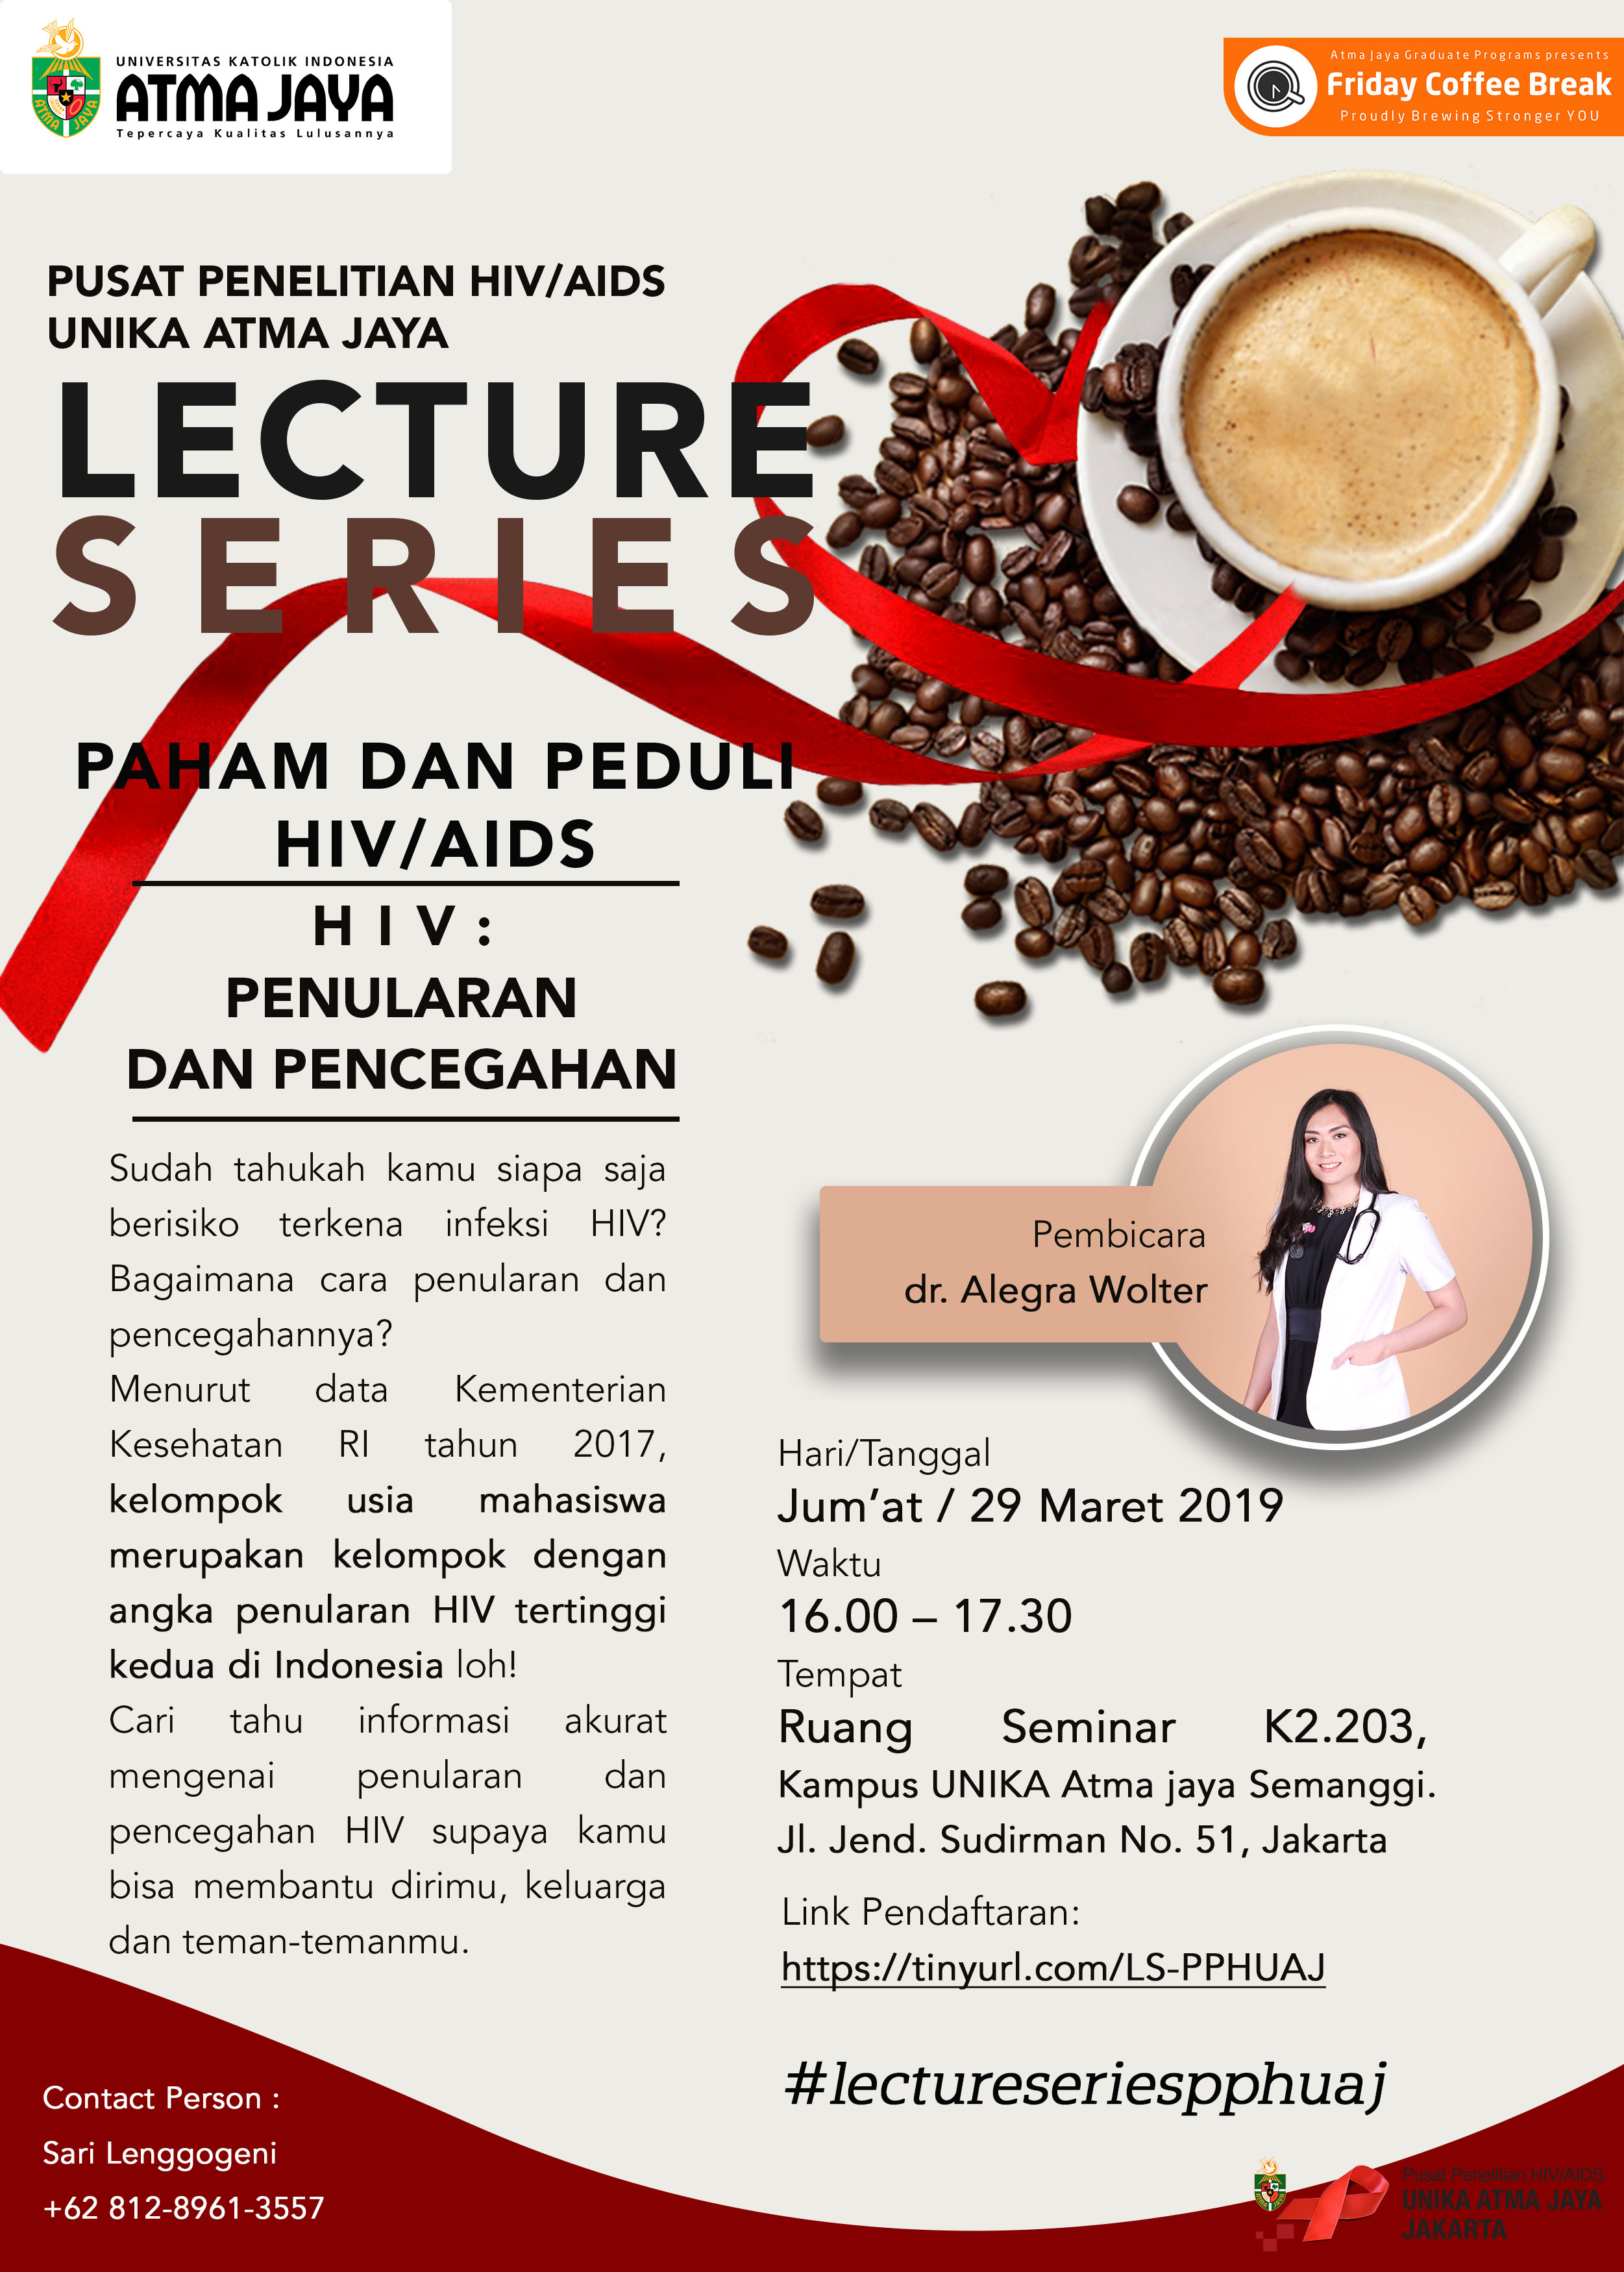 UNIVERSITAS KATOLIK INDONESIA
ATMA JAYA
Tepercaya Kualitas Lulusannya
ATMA JAYA
Atma Jaya Graduate Programs presents
Friday Coffee Break
Proudly Brewing Stronger YOU
PUSAT PENELITIAN HIV/AIDS
UNIKA ATMA JAYA
LECTURE
SERIES
PAHAM DAN PEDULI
HIV/AIDS
HIV:
PENULARAN
DAN PENCEGAHAN
Sudah tahukah kamu siapa saja
berisiko terkena infeksi HIV?
Bagaimana cara penularan dan
pencegahannya?
Menurut data Kementerian
Kesehatan RI tahun 2017,
kelompok usia mahasiswa
merupakan kelompok dengan
angka penularan HIV tertinggi
kedua di Indonesia loh!
Cari tahu informasi akurat
mengenai penularan dan
pencegahan HIV supaya kamu
bisa membantu dirimu, keluarga
dan teman-temanmu.
Pembicara
dr. Alegra Wolter
Hari/Tanggal
Jum’at / 29 Maret 2019
Waktu
16.00 – 17.30
Tempat
Ruang Seminar K2.203,
Kampus UNIKA Atma jaya Semanggi.
Jl. Jend. Sudirman No. 51, Jakarta
Link Pendaftaran:
https://tinyurl.com/LS-PPHUAJ
#lectureseriespphuaj
Contact Person :
Sari Lenggogeni
+62 812-8961-3557
Pusat Penelitian HIV/AIDS
UNIKA ATMA JAYA
JAKARTA